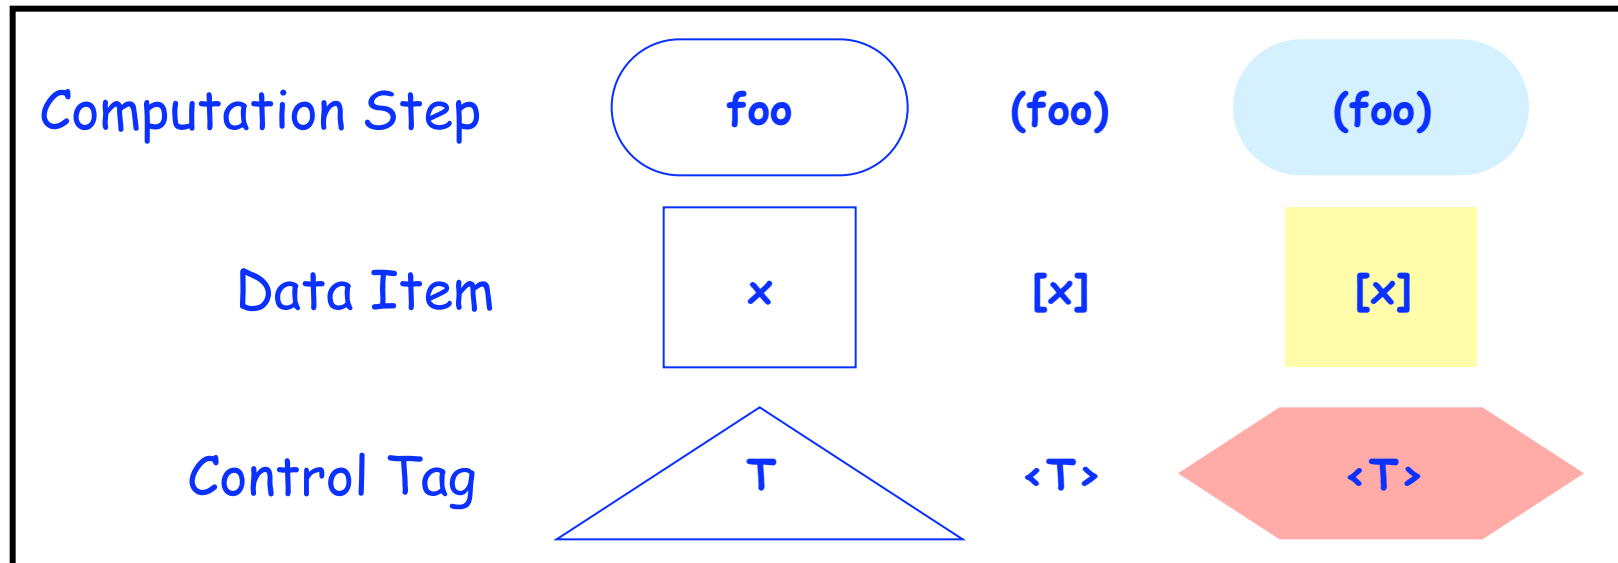 Computation Step foo (foo) (foo)
Data Item x [x] [x]
Control Tag T <T> <T>